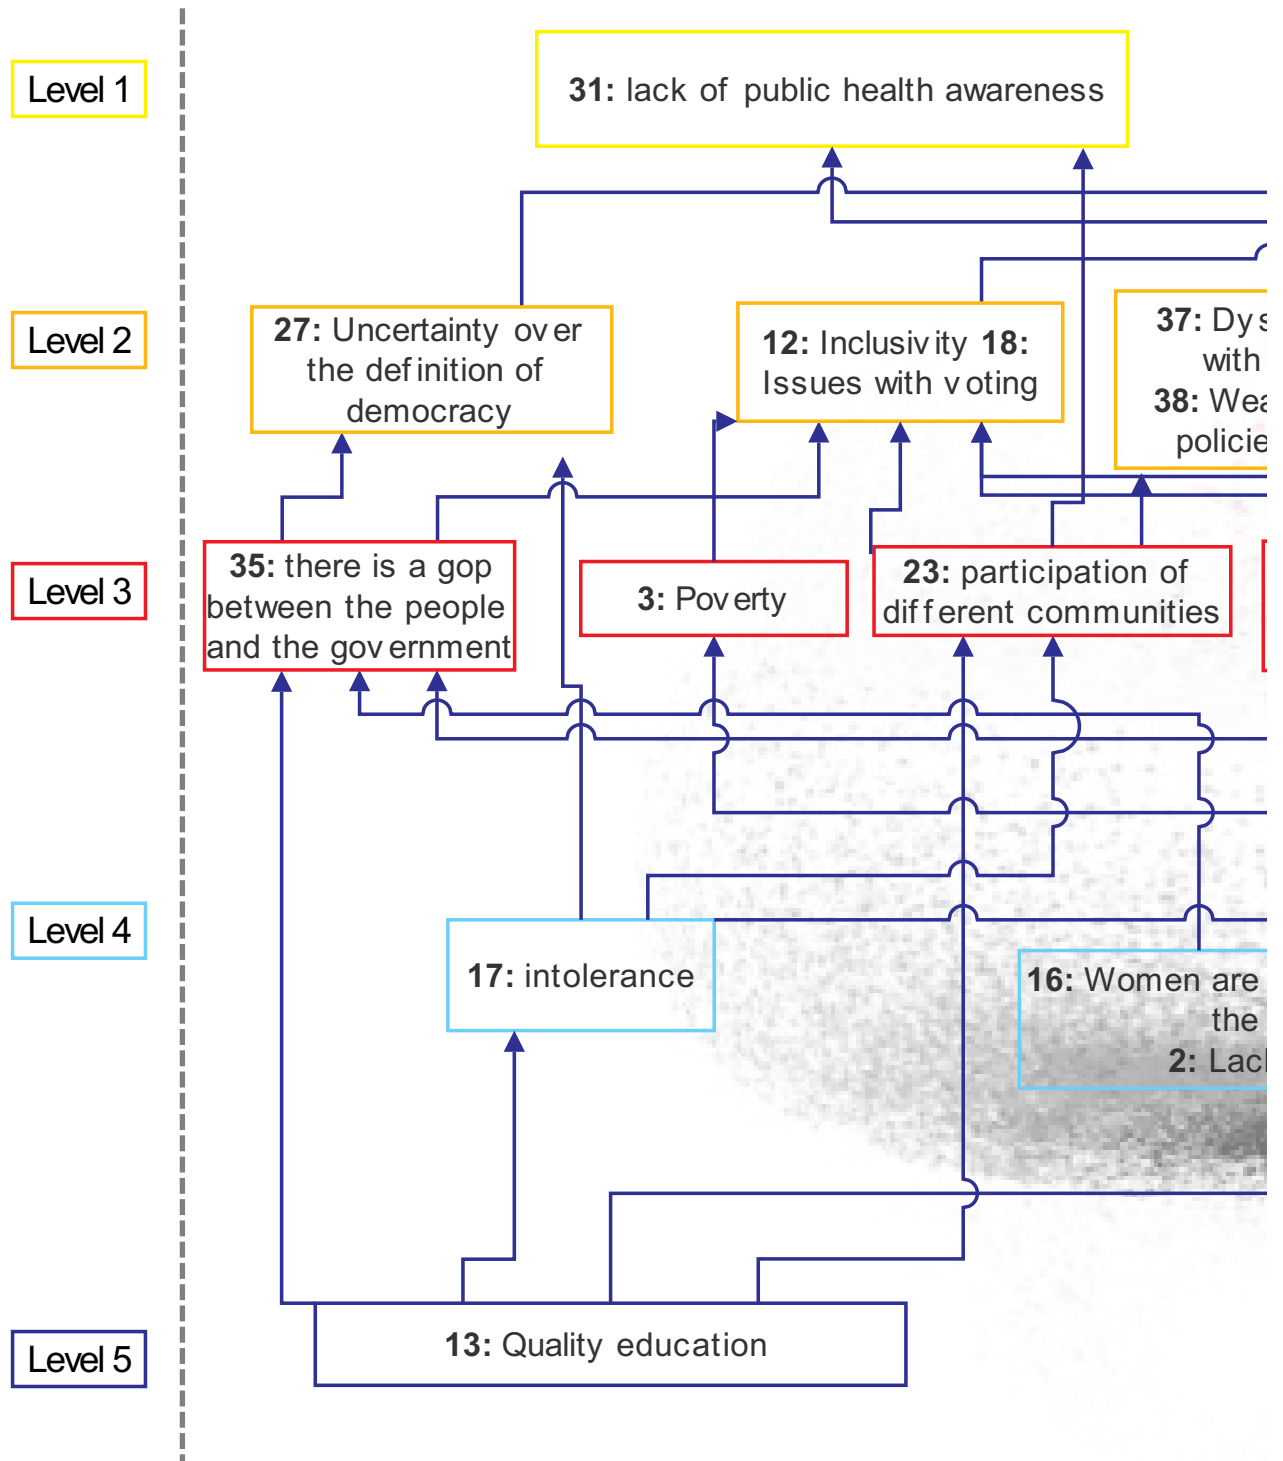 Level 1
31: lack of public health awareness
Level 2
27: Uncertainty over
the definition of
democracy
12: Inclusivity 18:
Issues with voting
37: Dys
with
38: Wea
policie
Level 3
35: there is a gop
between the people
and the government
3: Poverty
23: participation of
different communities
Level 4
17: intolerance
16: Women are
the
2: Lack
Level 5
13: Quality education